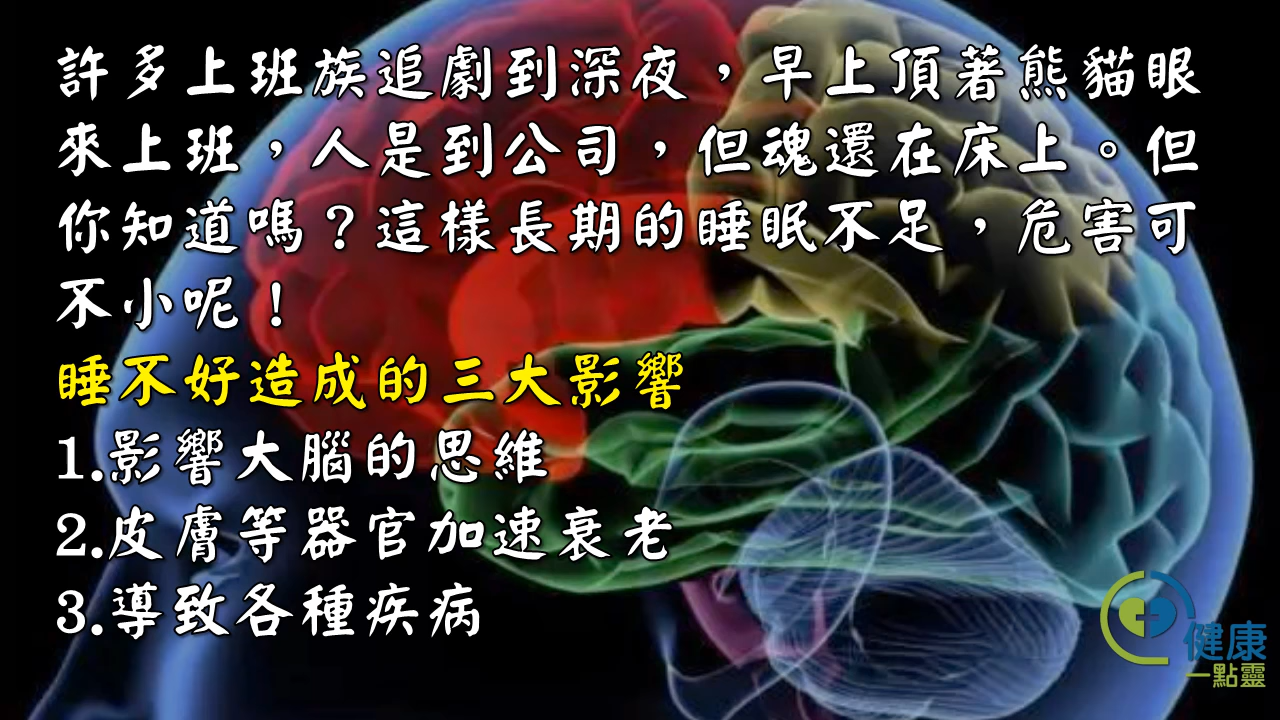 許多上班族追劇到深夜，早上頂著熊貓眼
來上班，人是到公司，但魂還在床上。但
你知道嗎？這樣長期的睡眠不足，危害可
不小呢！
睡不好造成的三大影響
1.影響大腦的思維
2.皮膚等器官加速衰老
3.導致各種疾病
健康
一點靈